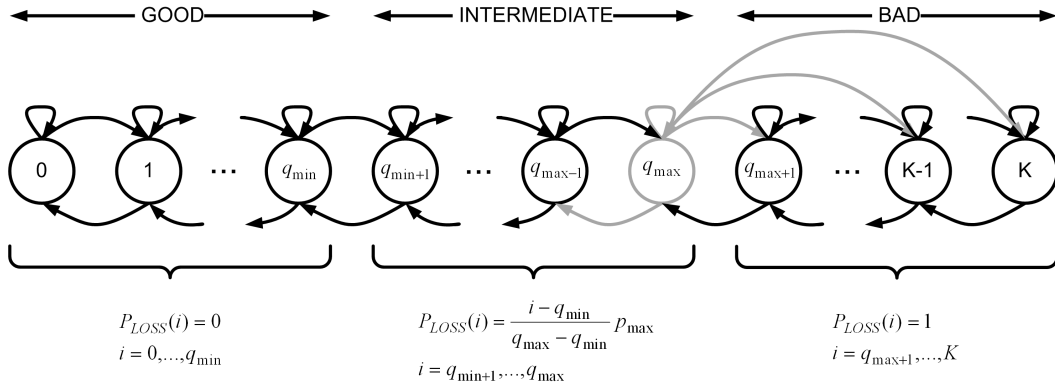 GOOD INTERMEDIATE BAD
0 1 ... q_min q_min+1 ... q_max−1 q_max q_max+1 ... K-1 K
P_LOSS(i) = 0
i = 0,...,q_min
P_LOSS(i) = (i − q_min)/(q_max − q_min) p_max
i = q_min+1,...,q_max
P_LOSS(i) = 1
i = q_max+1,...,K